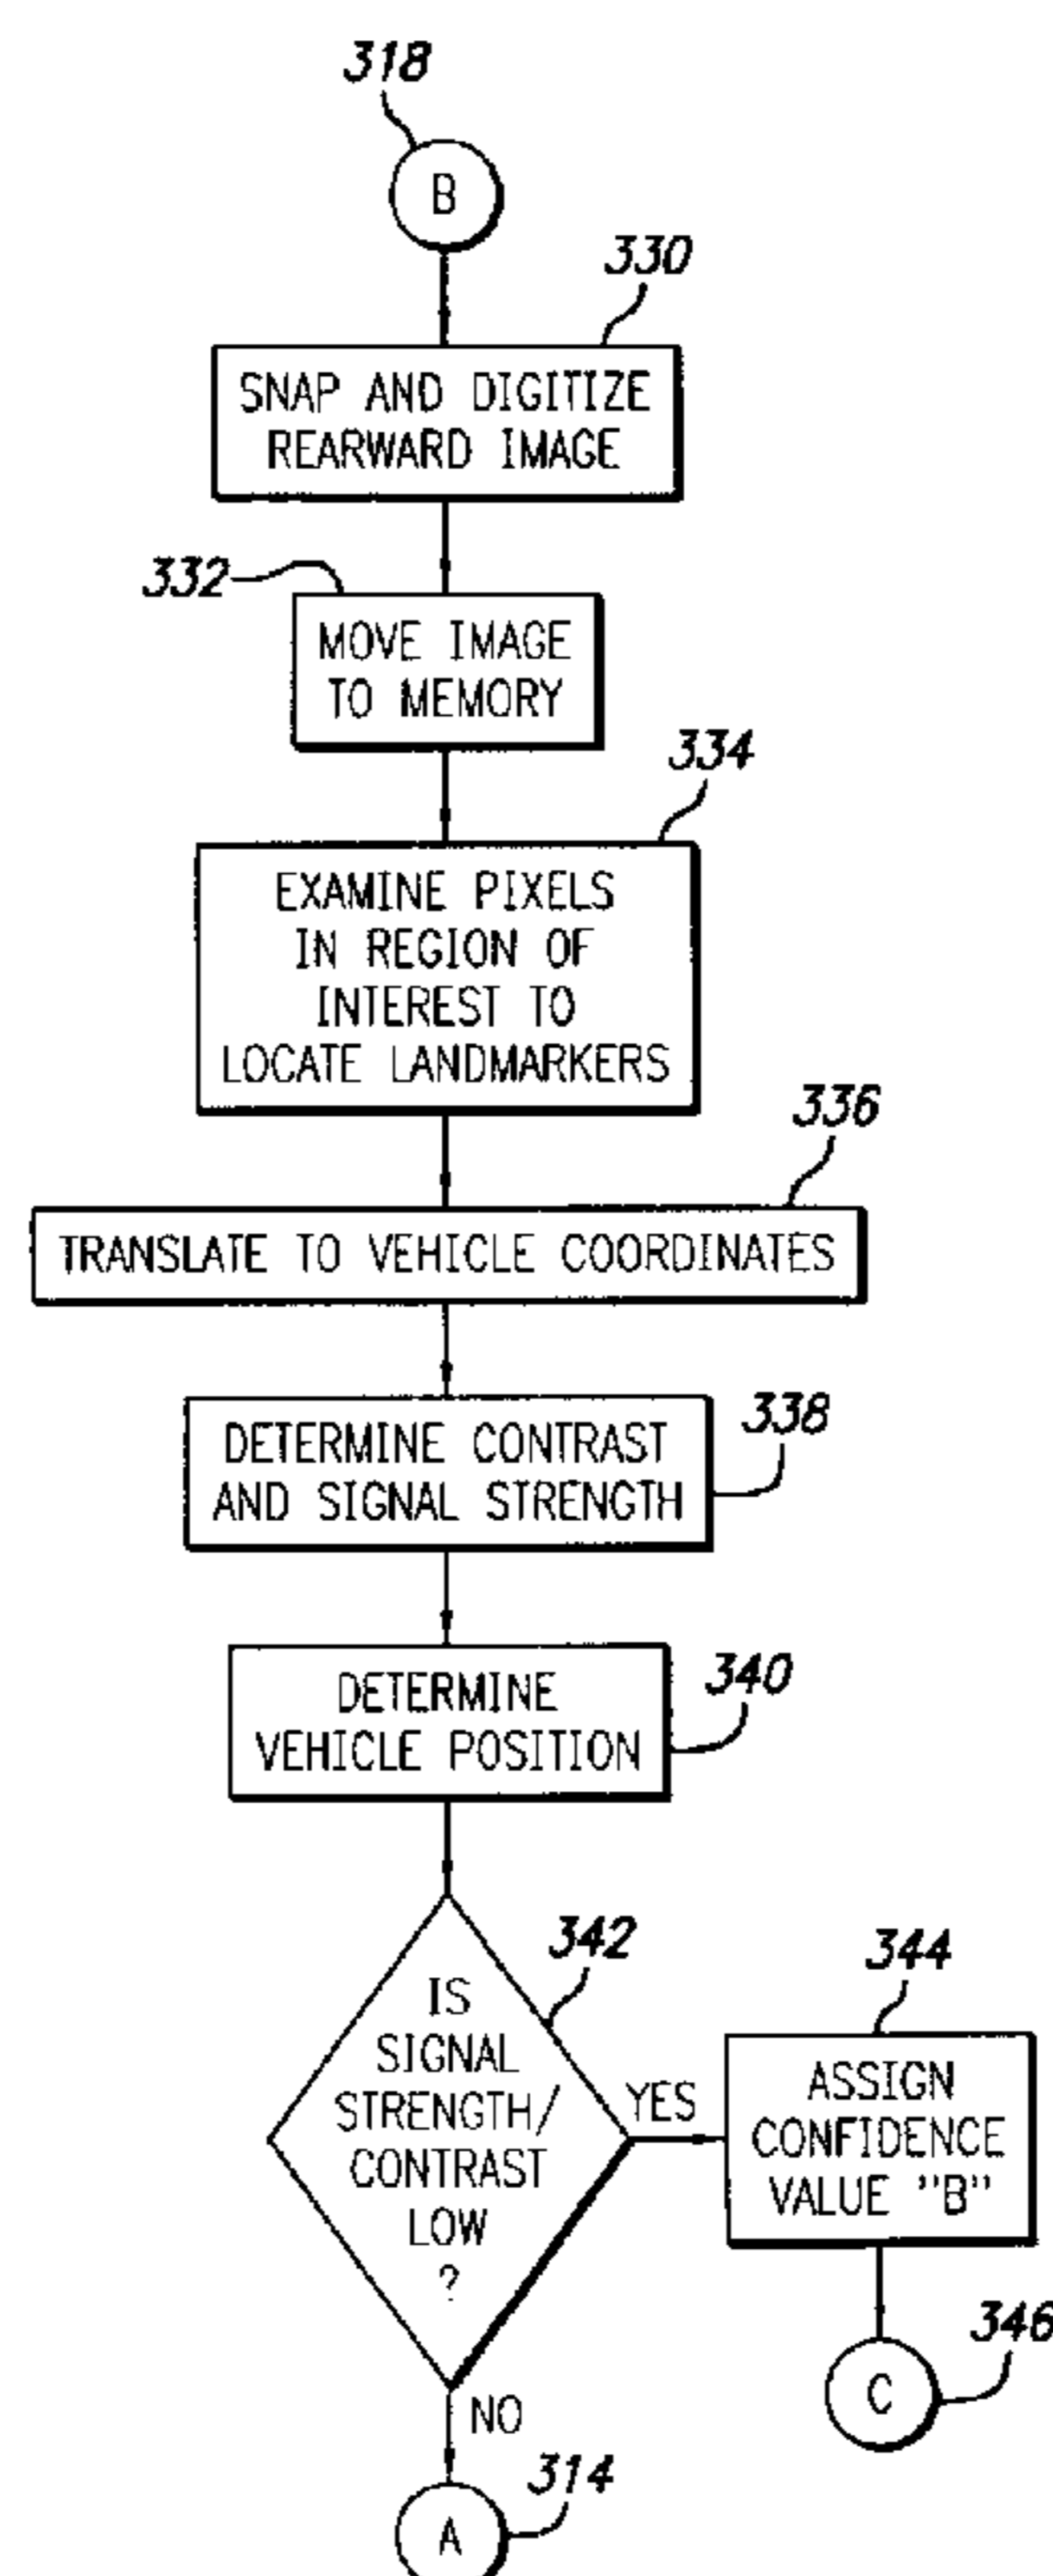 318
B
330
SNAP AND DIGITIZE
REARWARD IMAGE
332
MOVE IMAGE
TO MEMORY
334
EXAMINE PIXELS
IN REGION OF
INTEREST TO
LOCATE LANDMARKERS
336
TRANSLATE TO VEHICLE COORDINATES
338
DETERMINE CONTRAST
AND SIGNAL STRENGTH
340
DETERMINE
VEHICLE POSITION
342
IS
SIGNAL
STRENGTH/
CONTRAST
LOW
?
YES
344
ASSIGN
CONFIDENCE
VALUE "B"
346
C
NO
314
A